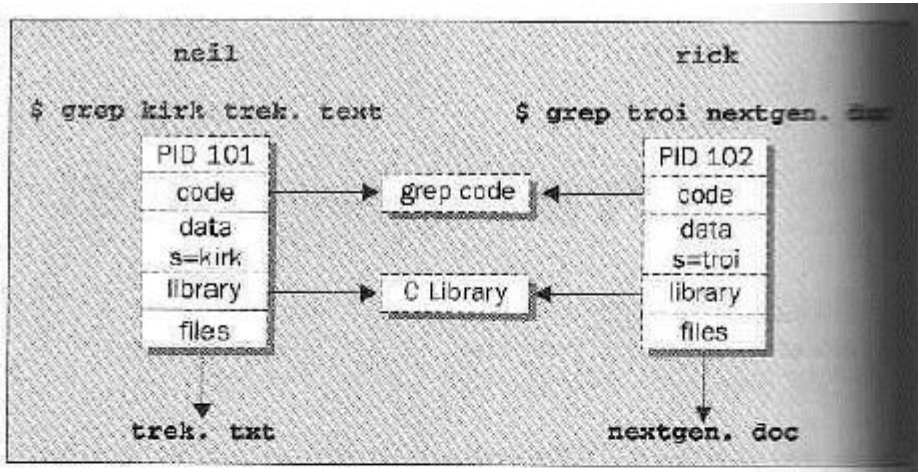 neil
rick
$ grep kirk trek. text
$ grep troi nextgen.
PID 101
code
data
s=kirk
library
files
grep code
C Library
PID 102
code
data
s=troi
library
files
trek. txt
nextgen. doc